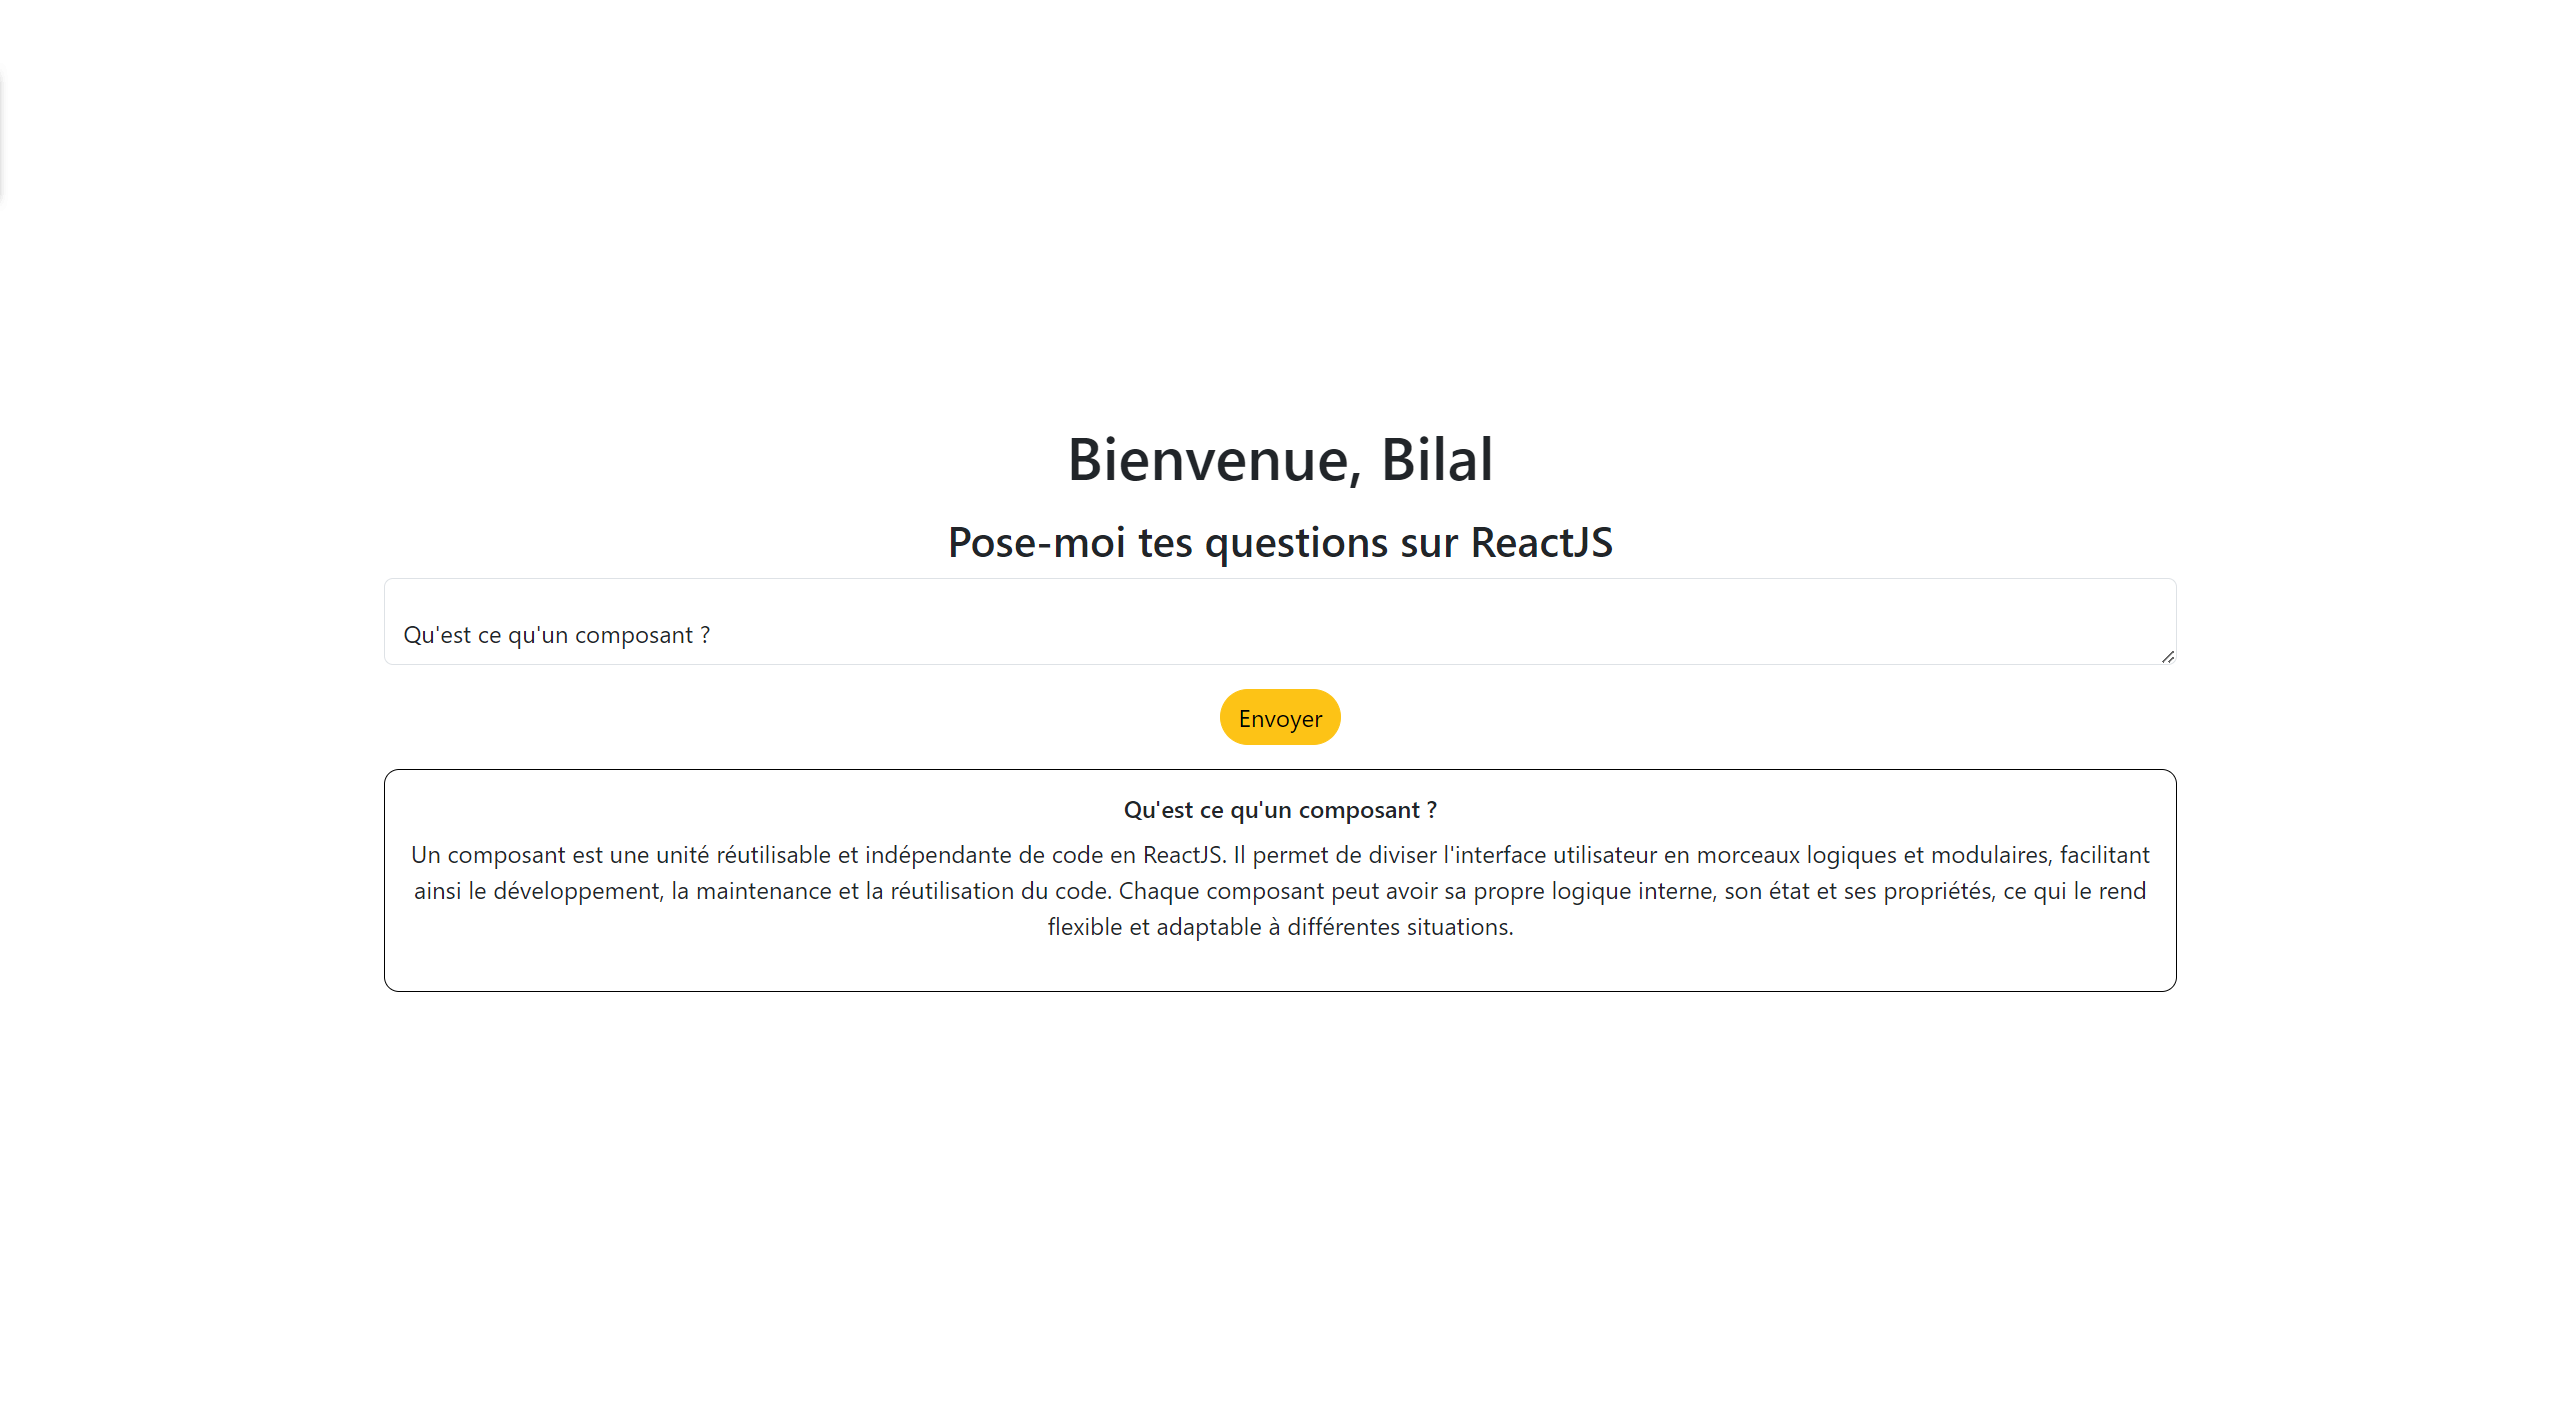 Bienvenue, Bilal
Pose-moi tes questions sur ReactJS
Qu'est ce qu'un composant ?
Envoyer
Qu'est ce qu'un composant ?
Un composant est une unité réutilisable et indépendante de code en ReactJS. Il permet de diviser l'interface utilisateur en morceaux logiques et modulaires, facilitant
ainsi le développement, la maintenance et la réutilisation du code. Chaque composant peut avoir sa propre logique interne, son état et ses propriétés, ce qui le rend
flexible et adaptable à différentes situations.